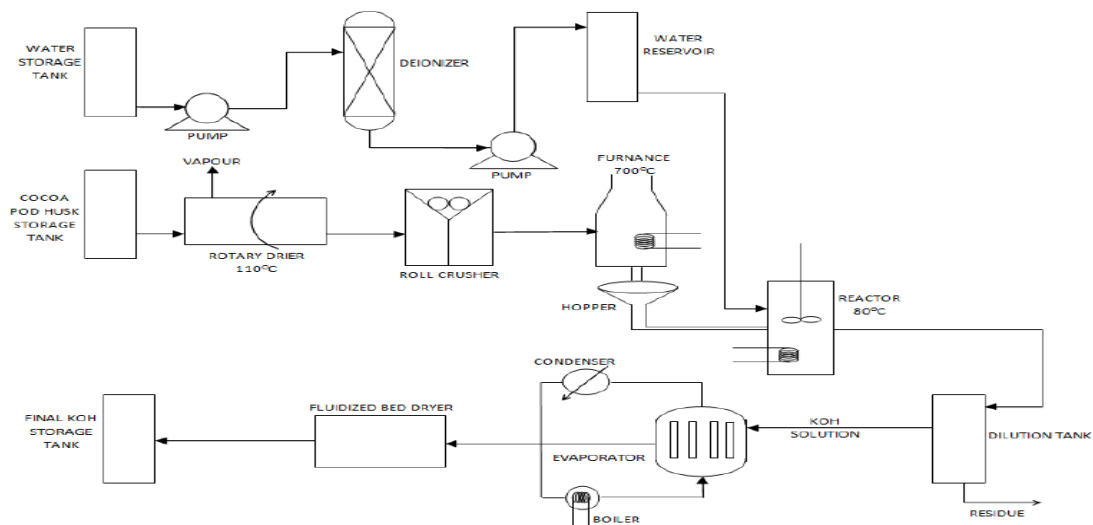 WATER
STORAGE
TANK
PUMP
DEIONIZER
PUMP
WATER
RESERVOIR
COCOA
POD HUSK
STORAGE
TANK
VAPOUR
ROTARY DRIER
110°C
ROLL CRUSHER
FURNANCE
700°C
HOPPER
REACTOR
80°C
FINAL KOH
STORAGE
TANK
FLUIDIZED BED DRYER
CONDENSER
EVAPORATOR
BOILER
KOH
SOLUTION
DILUTION TANK
RESIDUE